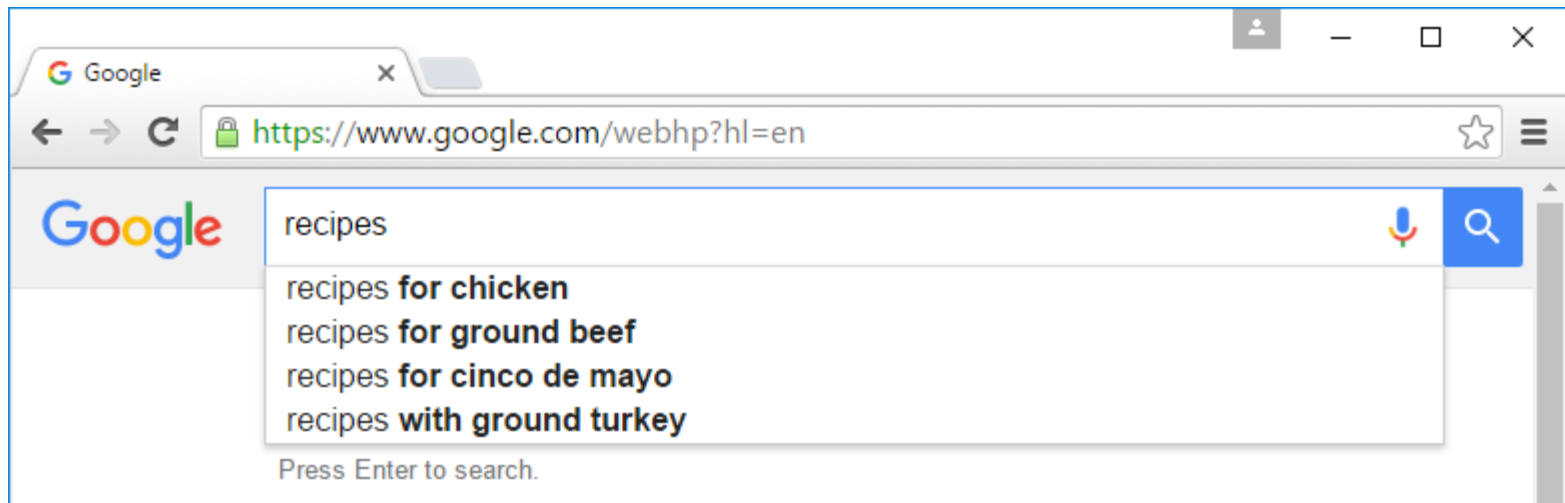 Google
https://www.google.com/webhp?hl=en
Google
recipes
recipes for chicken
recipes for ground beef
recipes for cinco de mayo
recipes with ground turkey
Press Enter to search.